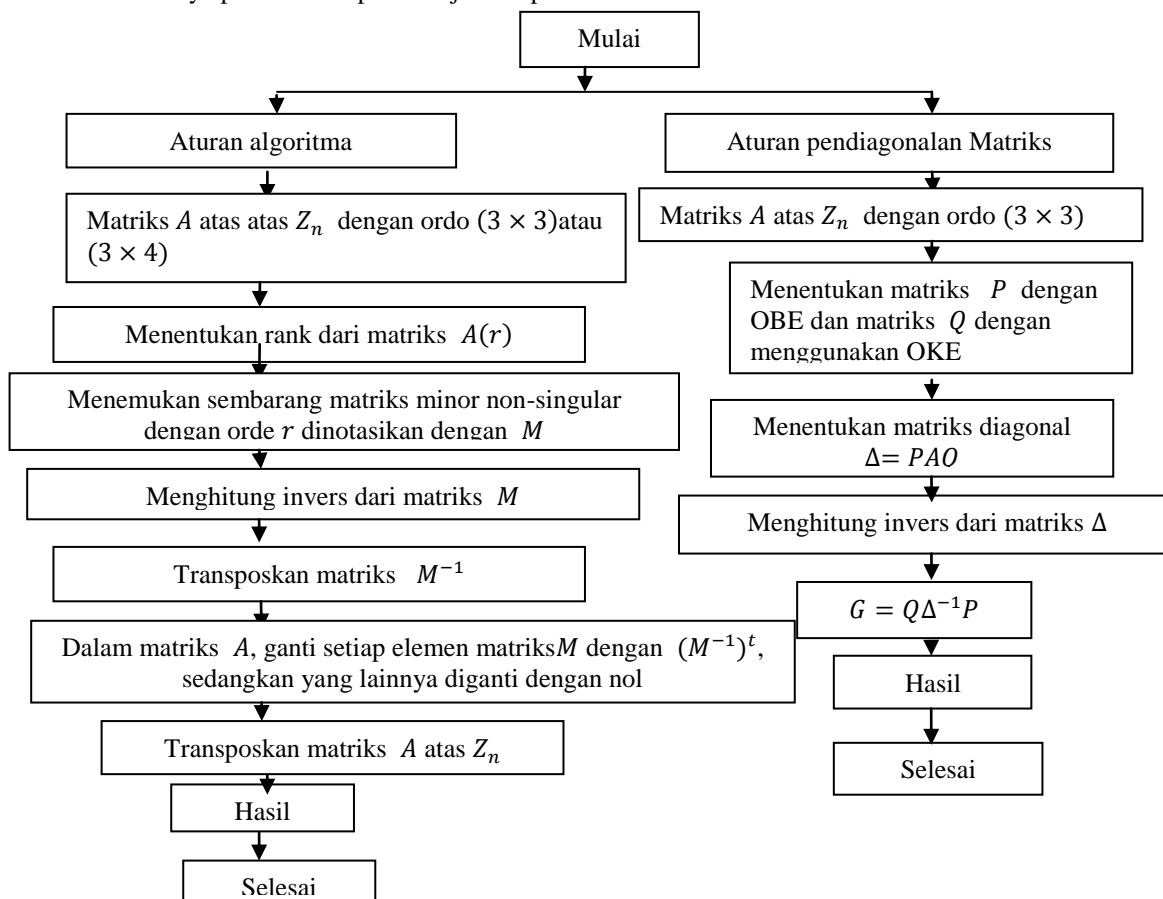 Mulai
Aturan algoritma
Matriks A atas atas Zₙ dengan ordo (3 × 3)atau
(3 × 4)
Menentukan rank dari matriks A(r)
Menemukan sembarang matriks minor non-singular
dengan orde r dinotasikan dengan M
Menghitung invers dari matriks M
Transposkan matriks M⁻¹
Dalam matriks A, ganti setiap elemen matriksM dengan (M⁻¹)ᵗ,
sedangkan yang lainnya diganti dengan nol
Transposkan matriks A atas Zₙ
Hasil
Selesai
Aturan pendiagonalan Matriks
Matriks A atas Zₙ dengan ordo (3 × 3)
Menentukan matriks P dengan
OBE dan matriks Q dengan
menggunakan OKE
Menentukan matriks diagonal
Δ= PAQ
Menghitung invers dari matriks Δ
G = QΔ⁻¹P
Hasil
Selesai